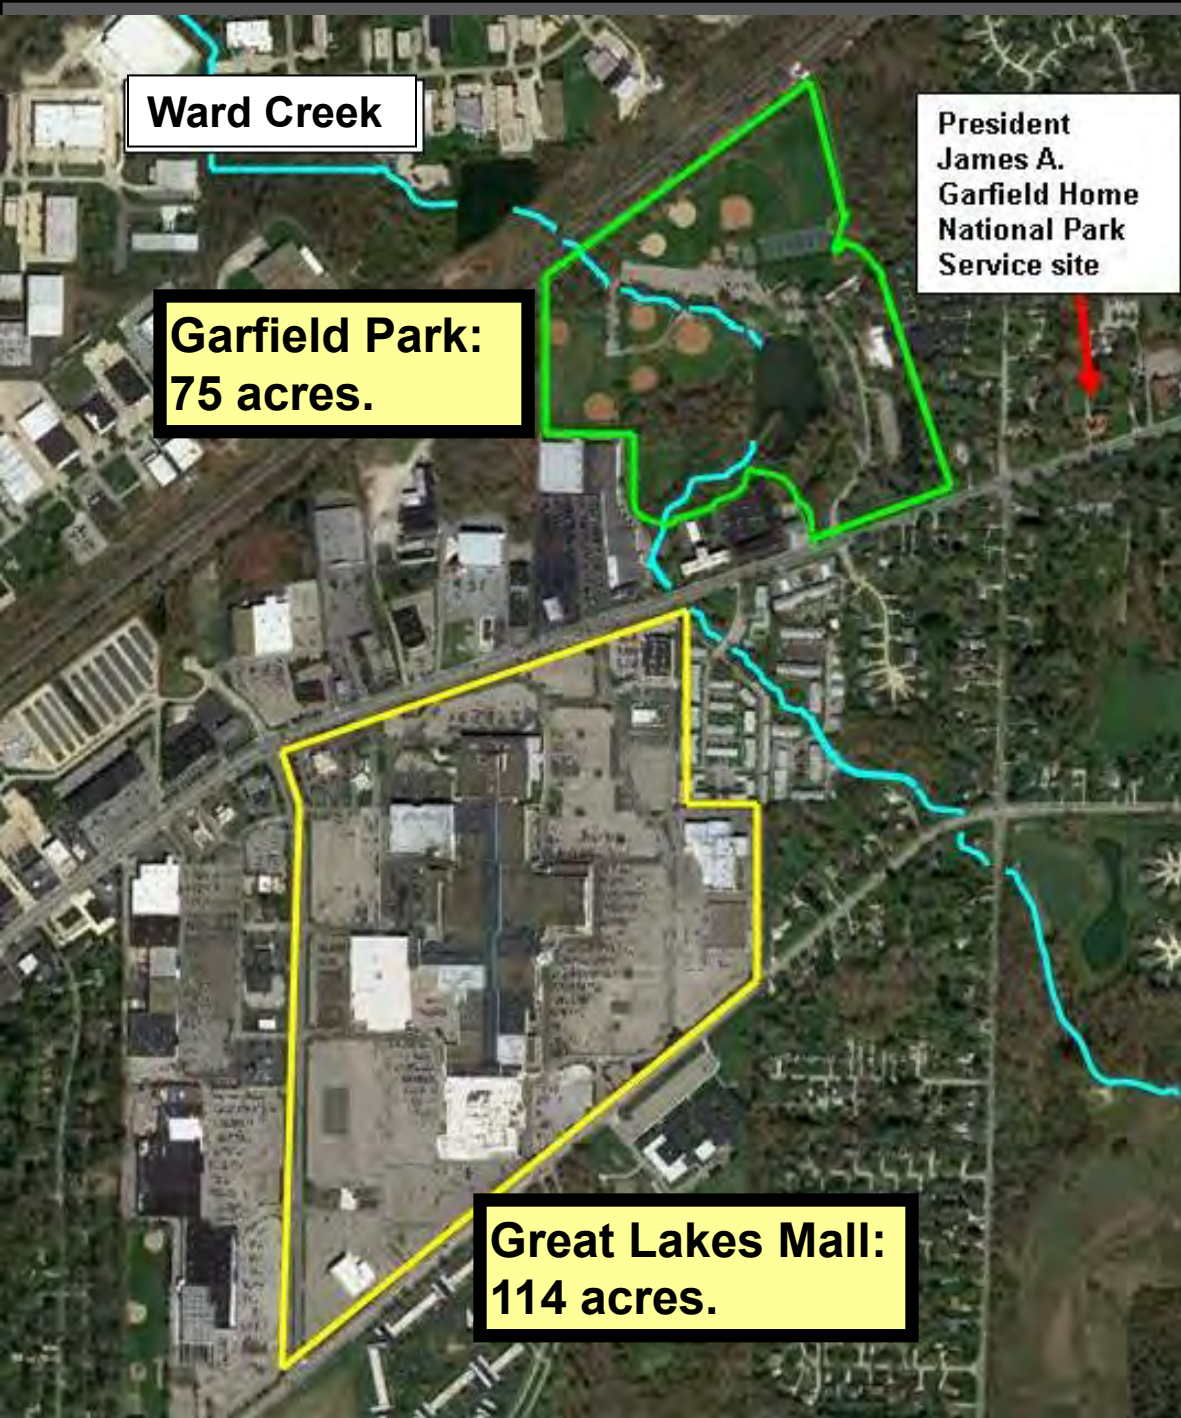 Ward Creek
President
James A.
Garfield Home
National Park
Service site
Garfield Park:
75 acres.
Great Lakes Mall:
114 acres.